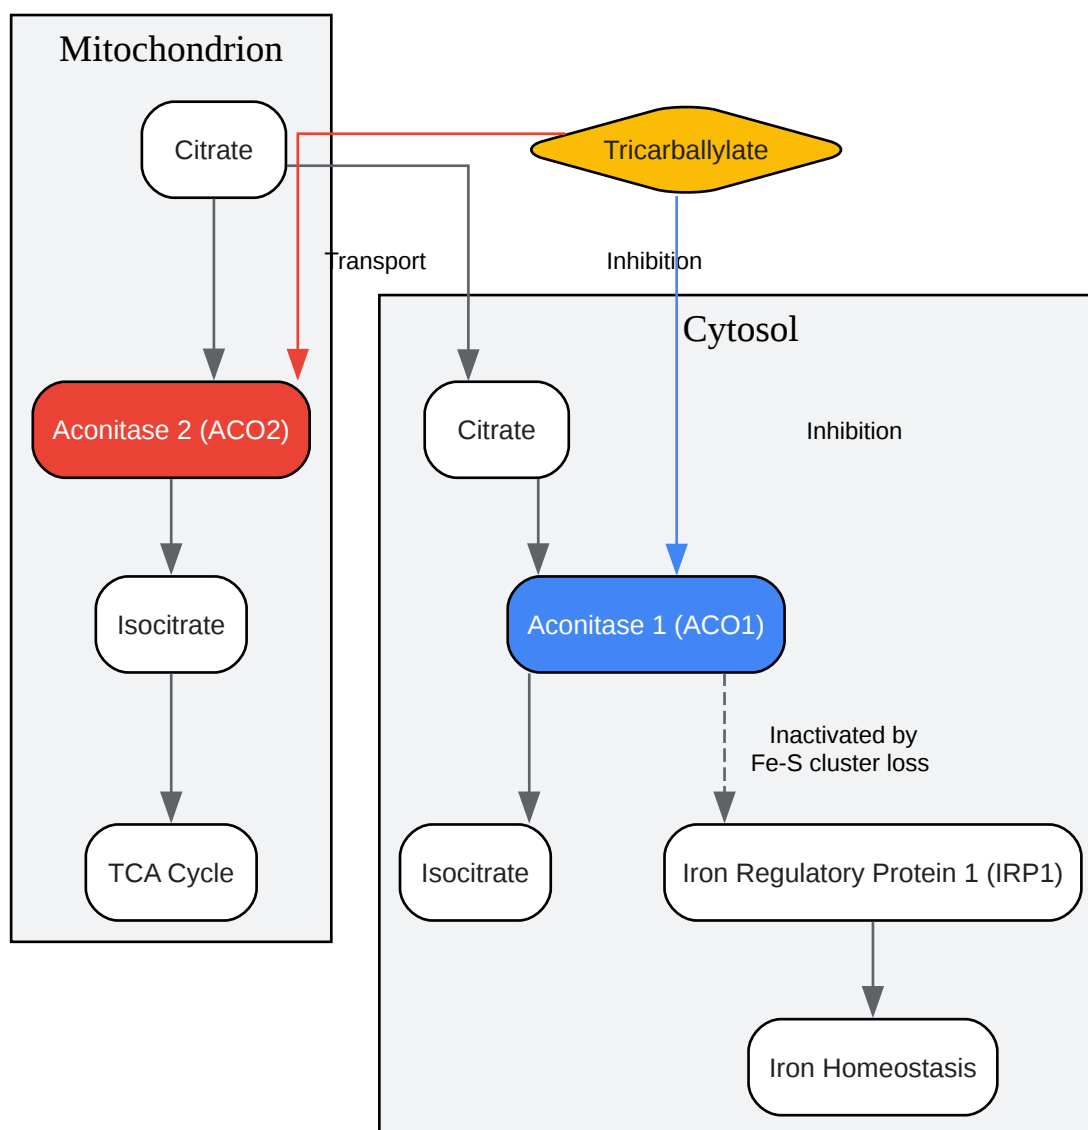 Mitochondrion
Citrate
Tricarballylate
Transport
Inhibition
Cytosol
Aconitase 2 (ACO2)
Citrate
Inhibition
Isocitrate
Aconitase 1 (ACO1)
Inactivated by
Fe-S cluster loss
TCA Cycle
Isocitrate
Iron Regulatory Protein 1 (IRP1)
Iron Homeostasis